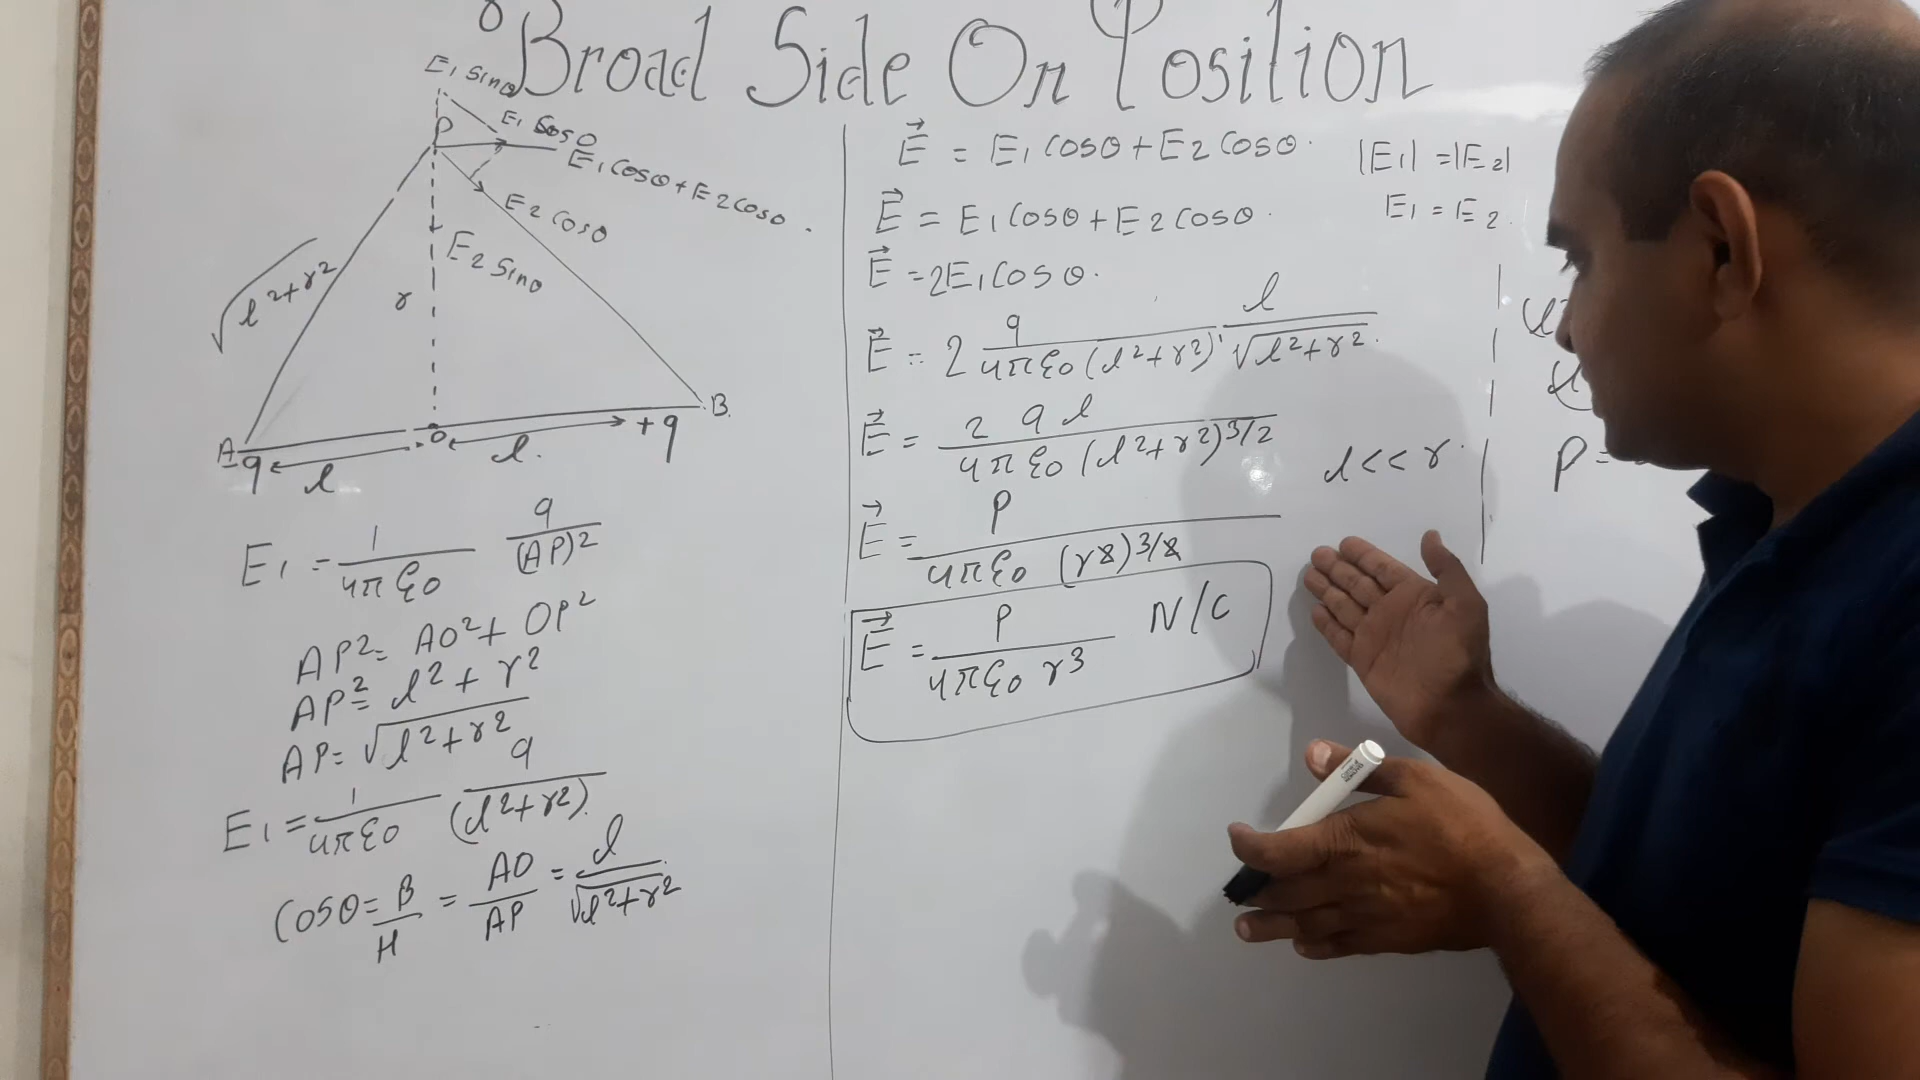 Broad Side On Position
E₁ sinθ
P
E₁ Cosθ
E₁ cosθ + E₂ cosθ.
E₂ Cosθ
E₂ Sinθ
√l²+r²
r
A
-q
l
O
l.
+q
B.
E₁ = 1/4πε₀ q/(AP)²
AP² = AO² + OP²
AP² = l² + r²
AP = √l²+r²
E₁ = 1/4πε₀ q/(l²+r²).
Cosθ = B/H = AO/AP = l/√l²+r²
E⃗ = E₁ cosθ + E₂ cosθ.
|E₁| = |E₂|
E⃗ = E₁ cosθ + E₂ cosθ.
E₁ = E₂.
E⃗ = 2E₁ cosθ.
E⃗ = 2 q/4πε₀(l²+r²) · l/√l²+r².
E⃗ = 2 q l/4πε₀ (l²+r²)^3/2
l << r.
E⃗ = P/4πε₀ (r²)^3/2
E⃗ = P/4πε₀ r³ N/C
P =